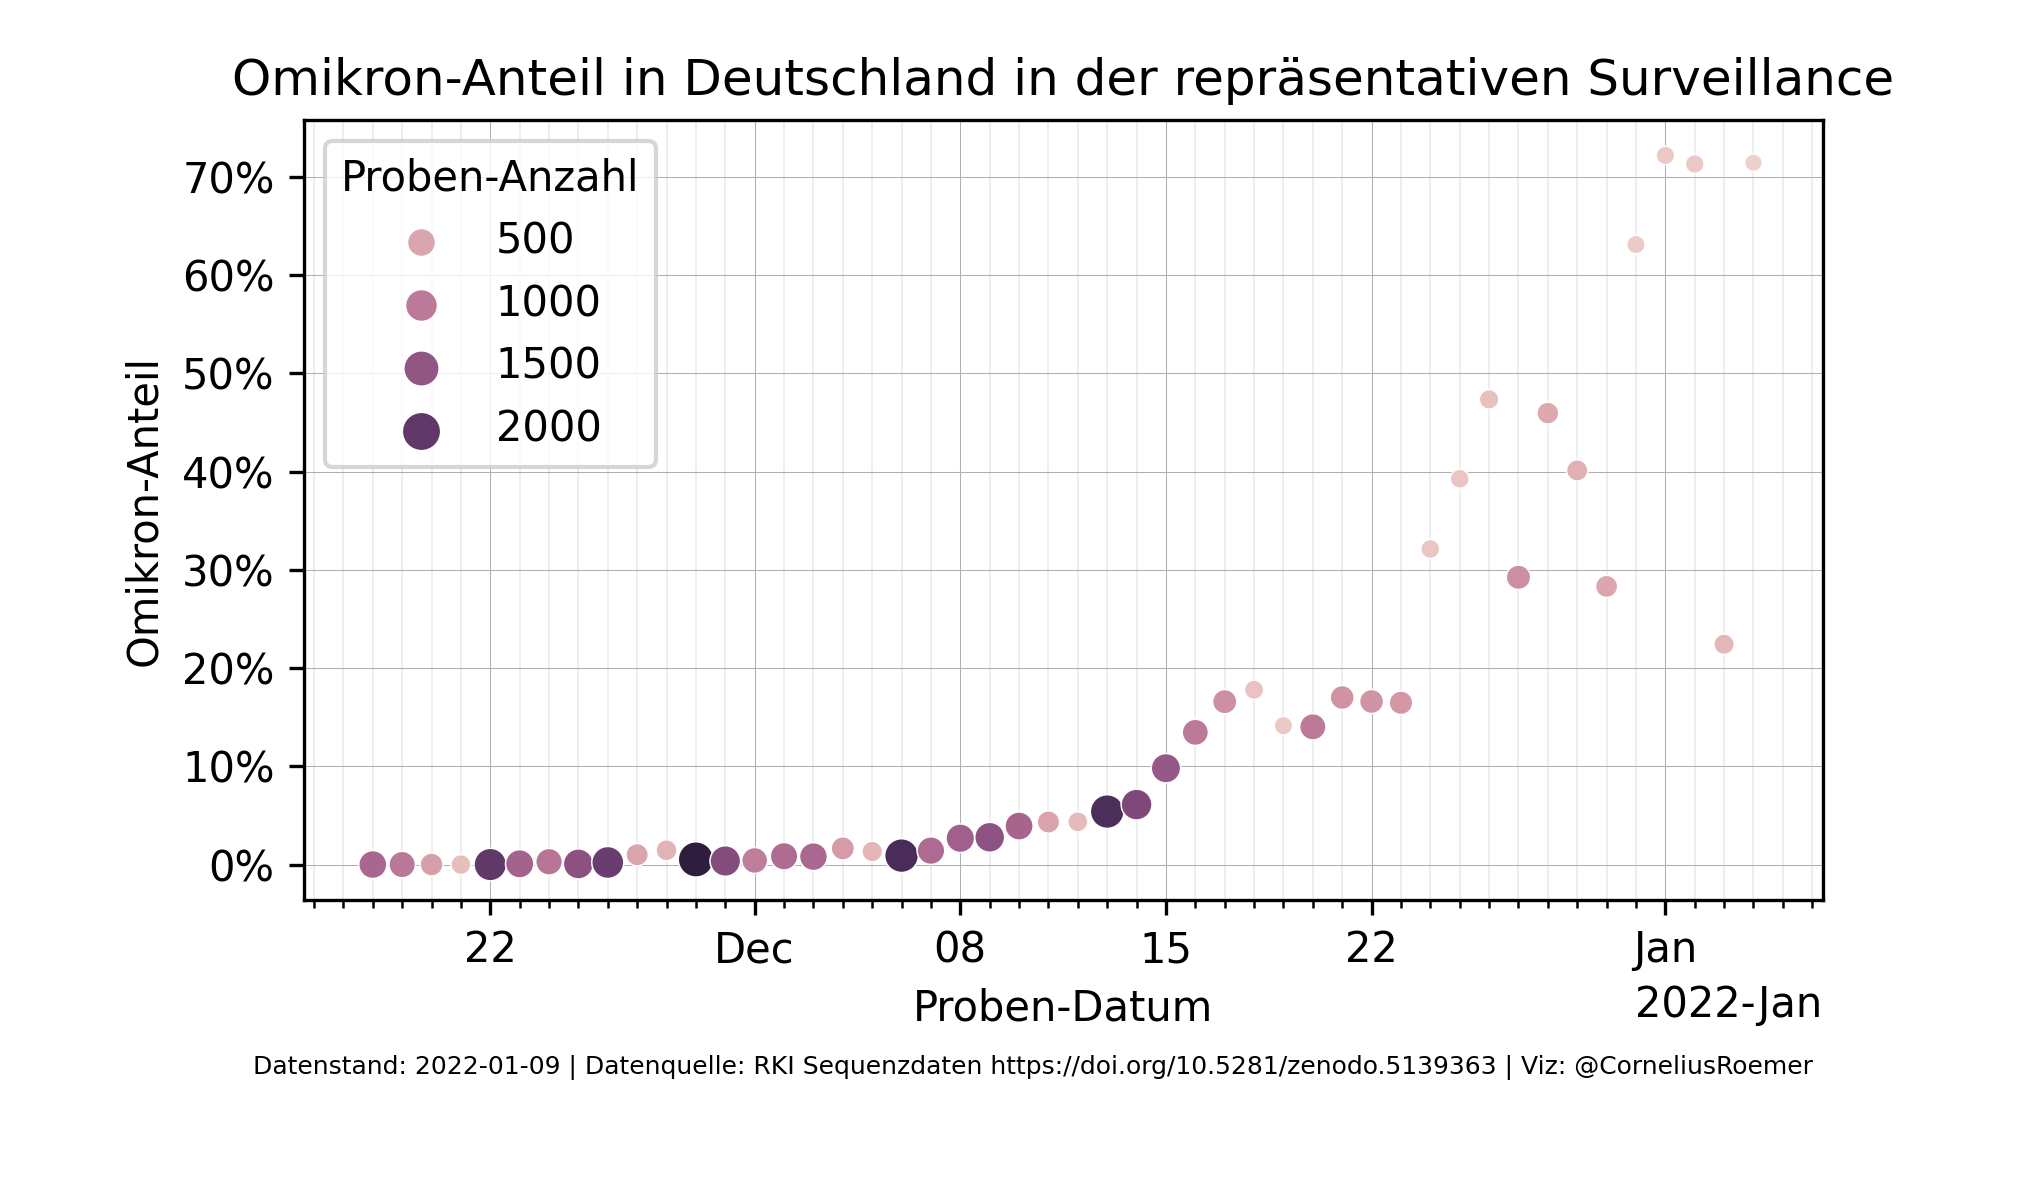 Omikron-Anteil in Deutschland in der repräsentativen Surveillance
Proben-Anzahl
500
1000
1500
2000
70%
60%
50%
40%
30%
20%
10%
0%
Omikron-Anteil
22
Dec
08
15
22
Jan
2022-Jan
Proben-Datum
Datenstand: 2022-01-09 | Datenquelle: RKI Sequenzdaten https://doi.org/10.5281/zenodo.5139363 | Viz: @CorneliusRoemer